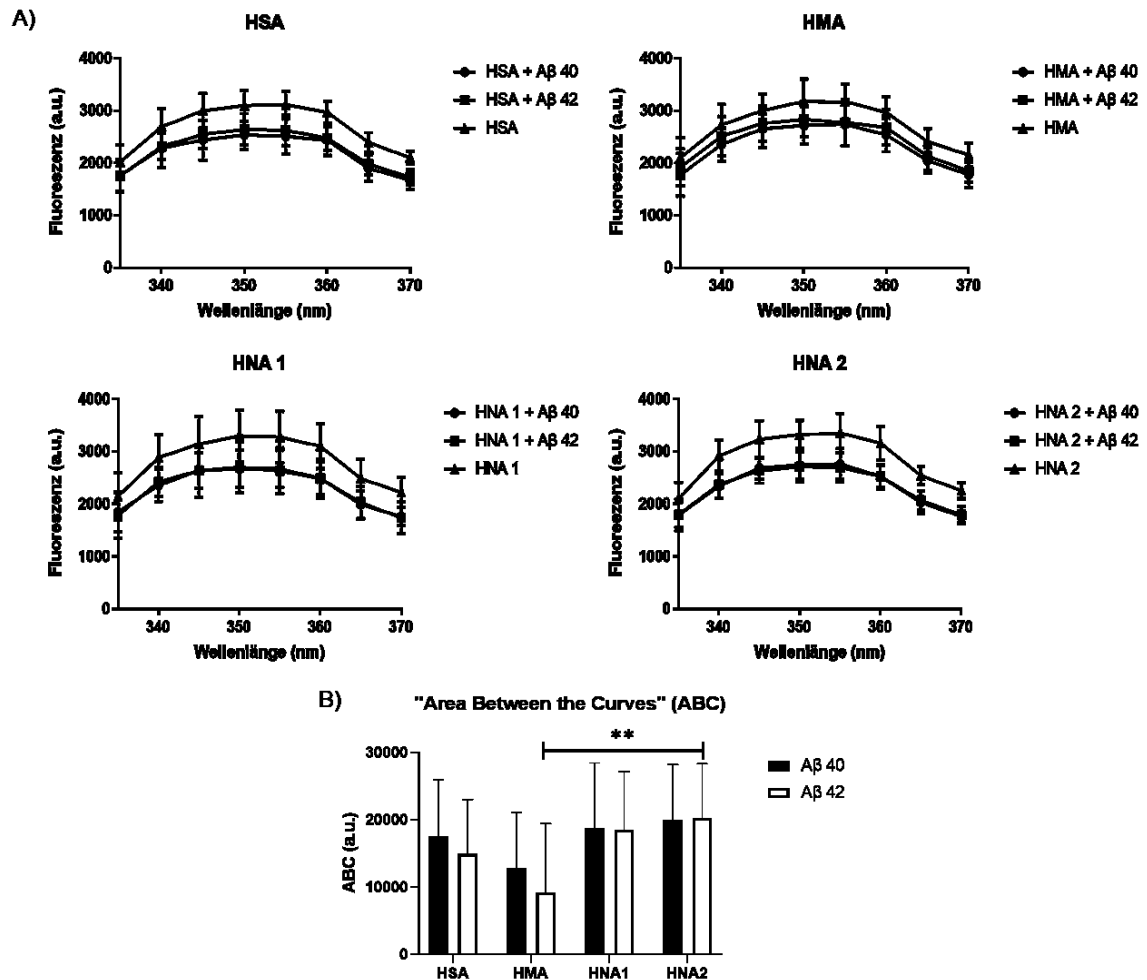 A)
HSA
Fluoreszenz (a.u.)
4000
3000
2000
1000
0
340
350
360
370
Wellenlänge (nm)
HSA + Aβ 40
HSA + Aβ 42
HSA
HMA
Fluoreszenz (a.u.)
4000
3000
2000
1000
0
340
350
360
370
Wellenlänge (nm)
HMA + Aβ 40
HMA + Aβ 42
HMA
HNA 1
Fluoreszenz (a.u.)
4000
3000
2000
1000
0
340
350
360
370
Wellenlänge (nm)
HNA 1 + Aβ 40
HNA 1 + Aβ 42
HNA 1
HNA 2
Fluoreszenz (a.u.)
4000
3000
2000
1000
0
340
350
360
370
Wellenlänge (nm)
HNA 2 + Aβ 40
HNA 2 + Aβ 42
HNA 2
B)
"Area Between the Curves" (ABC)
**
ABC (a.u.)
30000
20000
10000
0
HSA
HMA
HNA1
HNA2
Aβ 40
Aβ 42